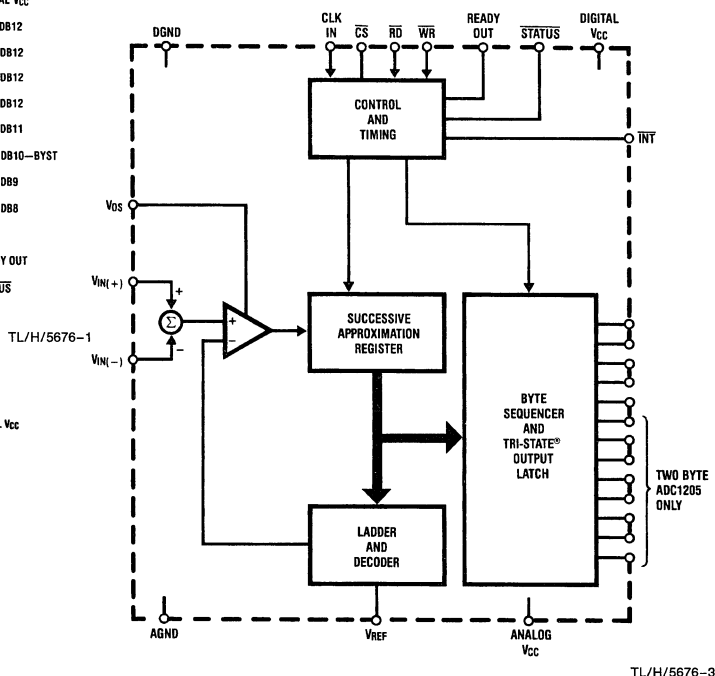 AL VCC
DB12
DB12
DB12
DB12
DB11
DB10—BYST
DB9
DB8
Y OUT
US
TL/H/5676–1
L VCC
DGND
CLK
IN
CS
RD
WR
READY
OUT
STATUS
DIGITAL
VCC
CONTROL
AND
TIMING
INT
VOS
VIN(+)
+
Σ
VIN(−)
−
+
−
SUCCESSIVE
APPROXIMATION
REGISTER
BYTE
SEQUENCER
AND
TRI-STATE®
OUTPUT
LATCH
TWO BYTE
ADC1205
ONLY
LADDER
AND
DECODER
AGND
VREF
ANALOG
VCC
TL/H/5676–3